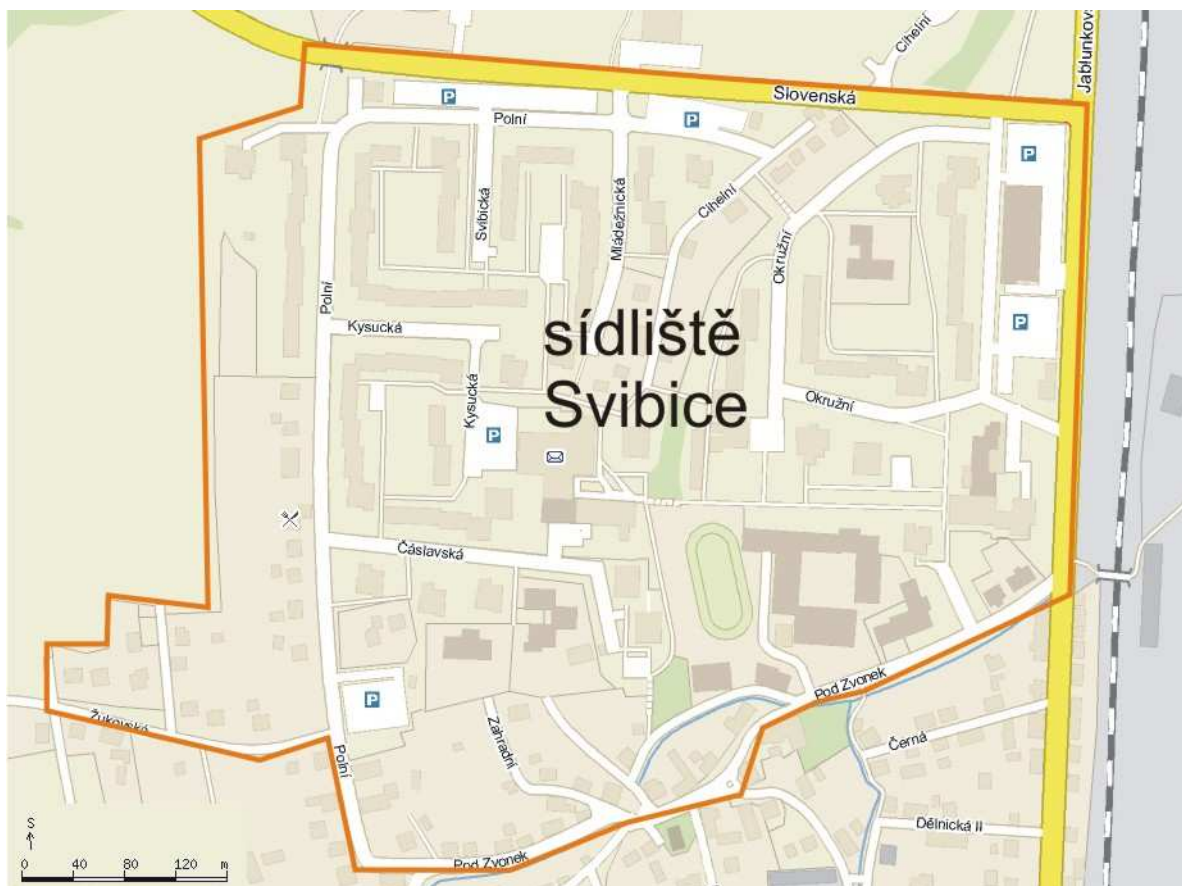 Jablunkova
Cihelní
Slovenská
P
P
P
Polní
Svibická
Mládežnická
Cihelní
Okružní
Polní
Kysucká
sídliště
Svibice
P
Kysucká
Okružní
P
Čáslavská
Pod Zvonek
P
Žukovská
Zahradní
Polní
Černá
Dělnická II
Pod Zvonek
S
0 40 80 120 m